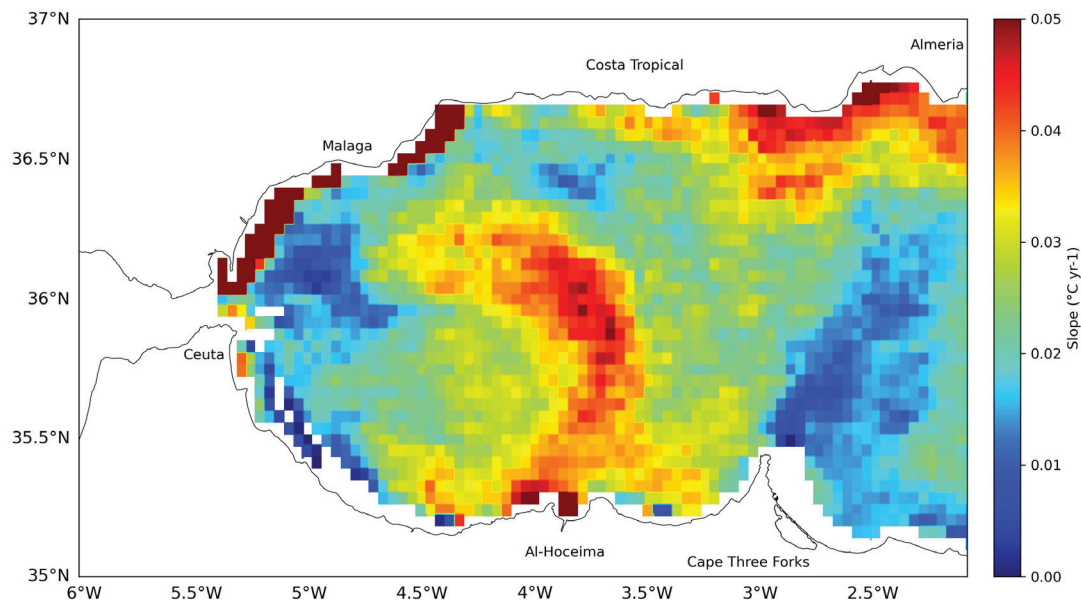 37°N
36.5°N
36°N
35.5°N
35°N
6°W
5.5°W
5°W
4.5°W
4°W
3.5°W
3°W
2.5°W
Almeria
Costa Tropical
Malaga
Ceuta
Al-Hoceima
Cape Three Forks
0.05
0.04
0.03
0.02
0.01
0.00
Slope (°C yr-1)